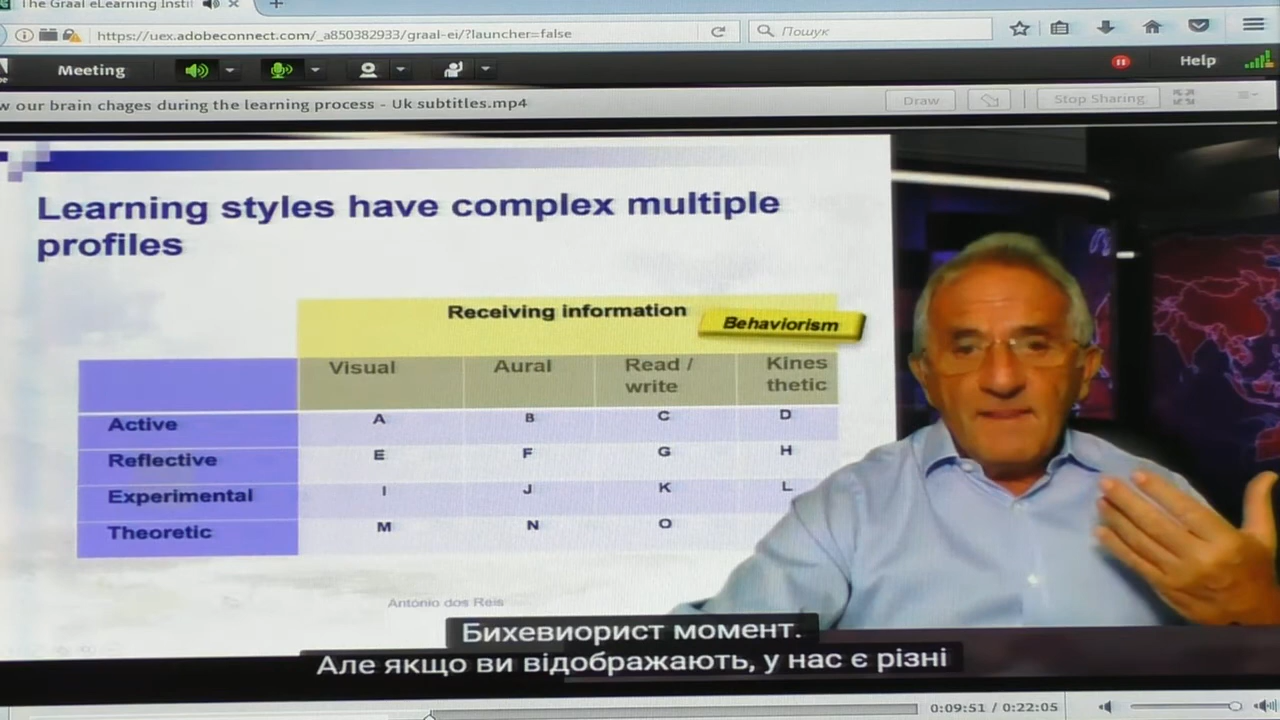 The Graal eLearning Instit
https://uex.adobeconnect.com/_a850382933/graal-ei/?launcher=false
Пошук
Meeting
Help
w our brain chages during the learning process - Uk subtitles.mp4
Draw
Stop Sharing
Learning styles have complex multiple
profiles
Receiving information
Behaviorism
Visual Aural Read / write Kines thetic
Active A B C D
Reflective E F G H
Experimental I J K L
Theoretic M N O
António dos Reis
Бихевиорист момент.
Але якщо ви відображають, у нас є різні
0:09:51 / 0:22:05